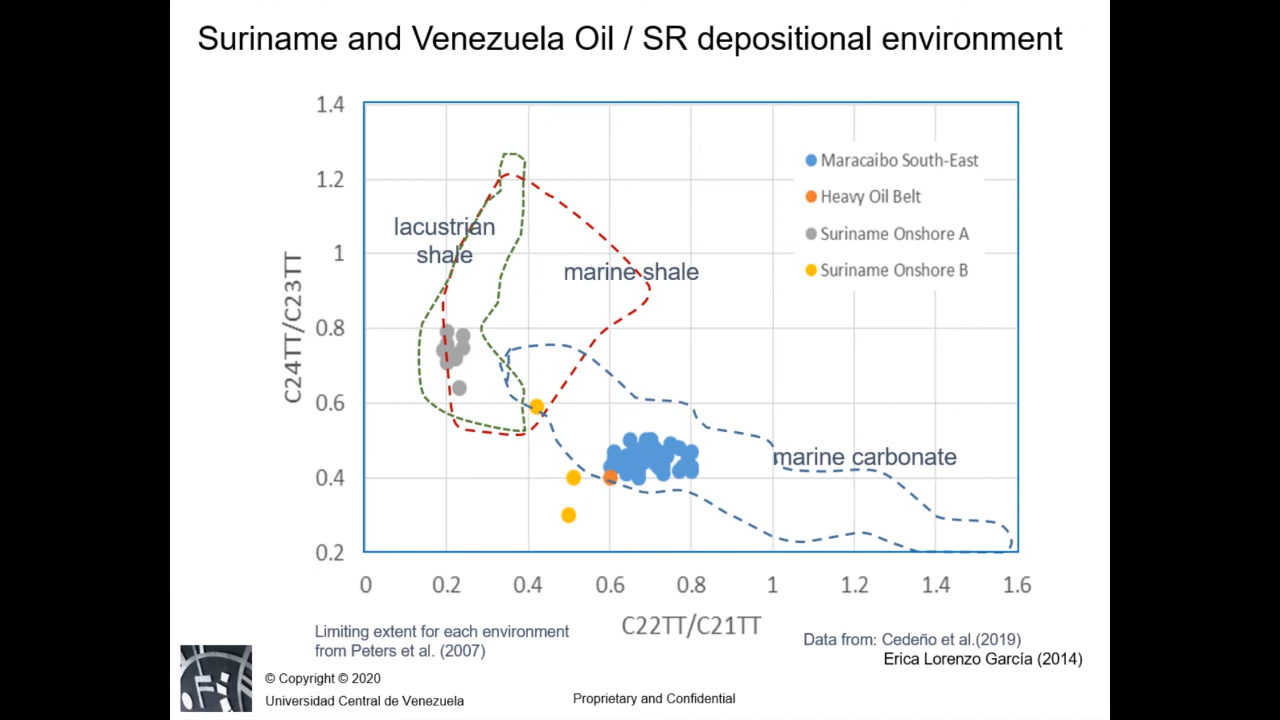 Suriname and Venezuela Oil / SR depositional environment
1.4
1.2
1
0.8
0.6
0.4
0.2
C24TT/C23TT
Maracaibo South-East
Heavy Oil Belt
Suriname Onshore A
Suriname Onshore B
lacustrian
shale
marine shale
marine carbonate
0 0.2 0.4 0.6 0.8 1 1.2 1.4 1.6
C22TT/C21TT
Limiting extent for each environment
from Peters et al. (2007)
Data from: Cedeño et al.(2019)
Erica Lorenzo García (2014)
© Copyright © 2020
Universidad Central de Venezuela
Proprietary and Confidential